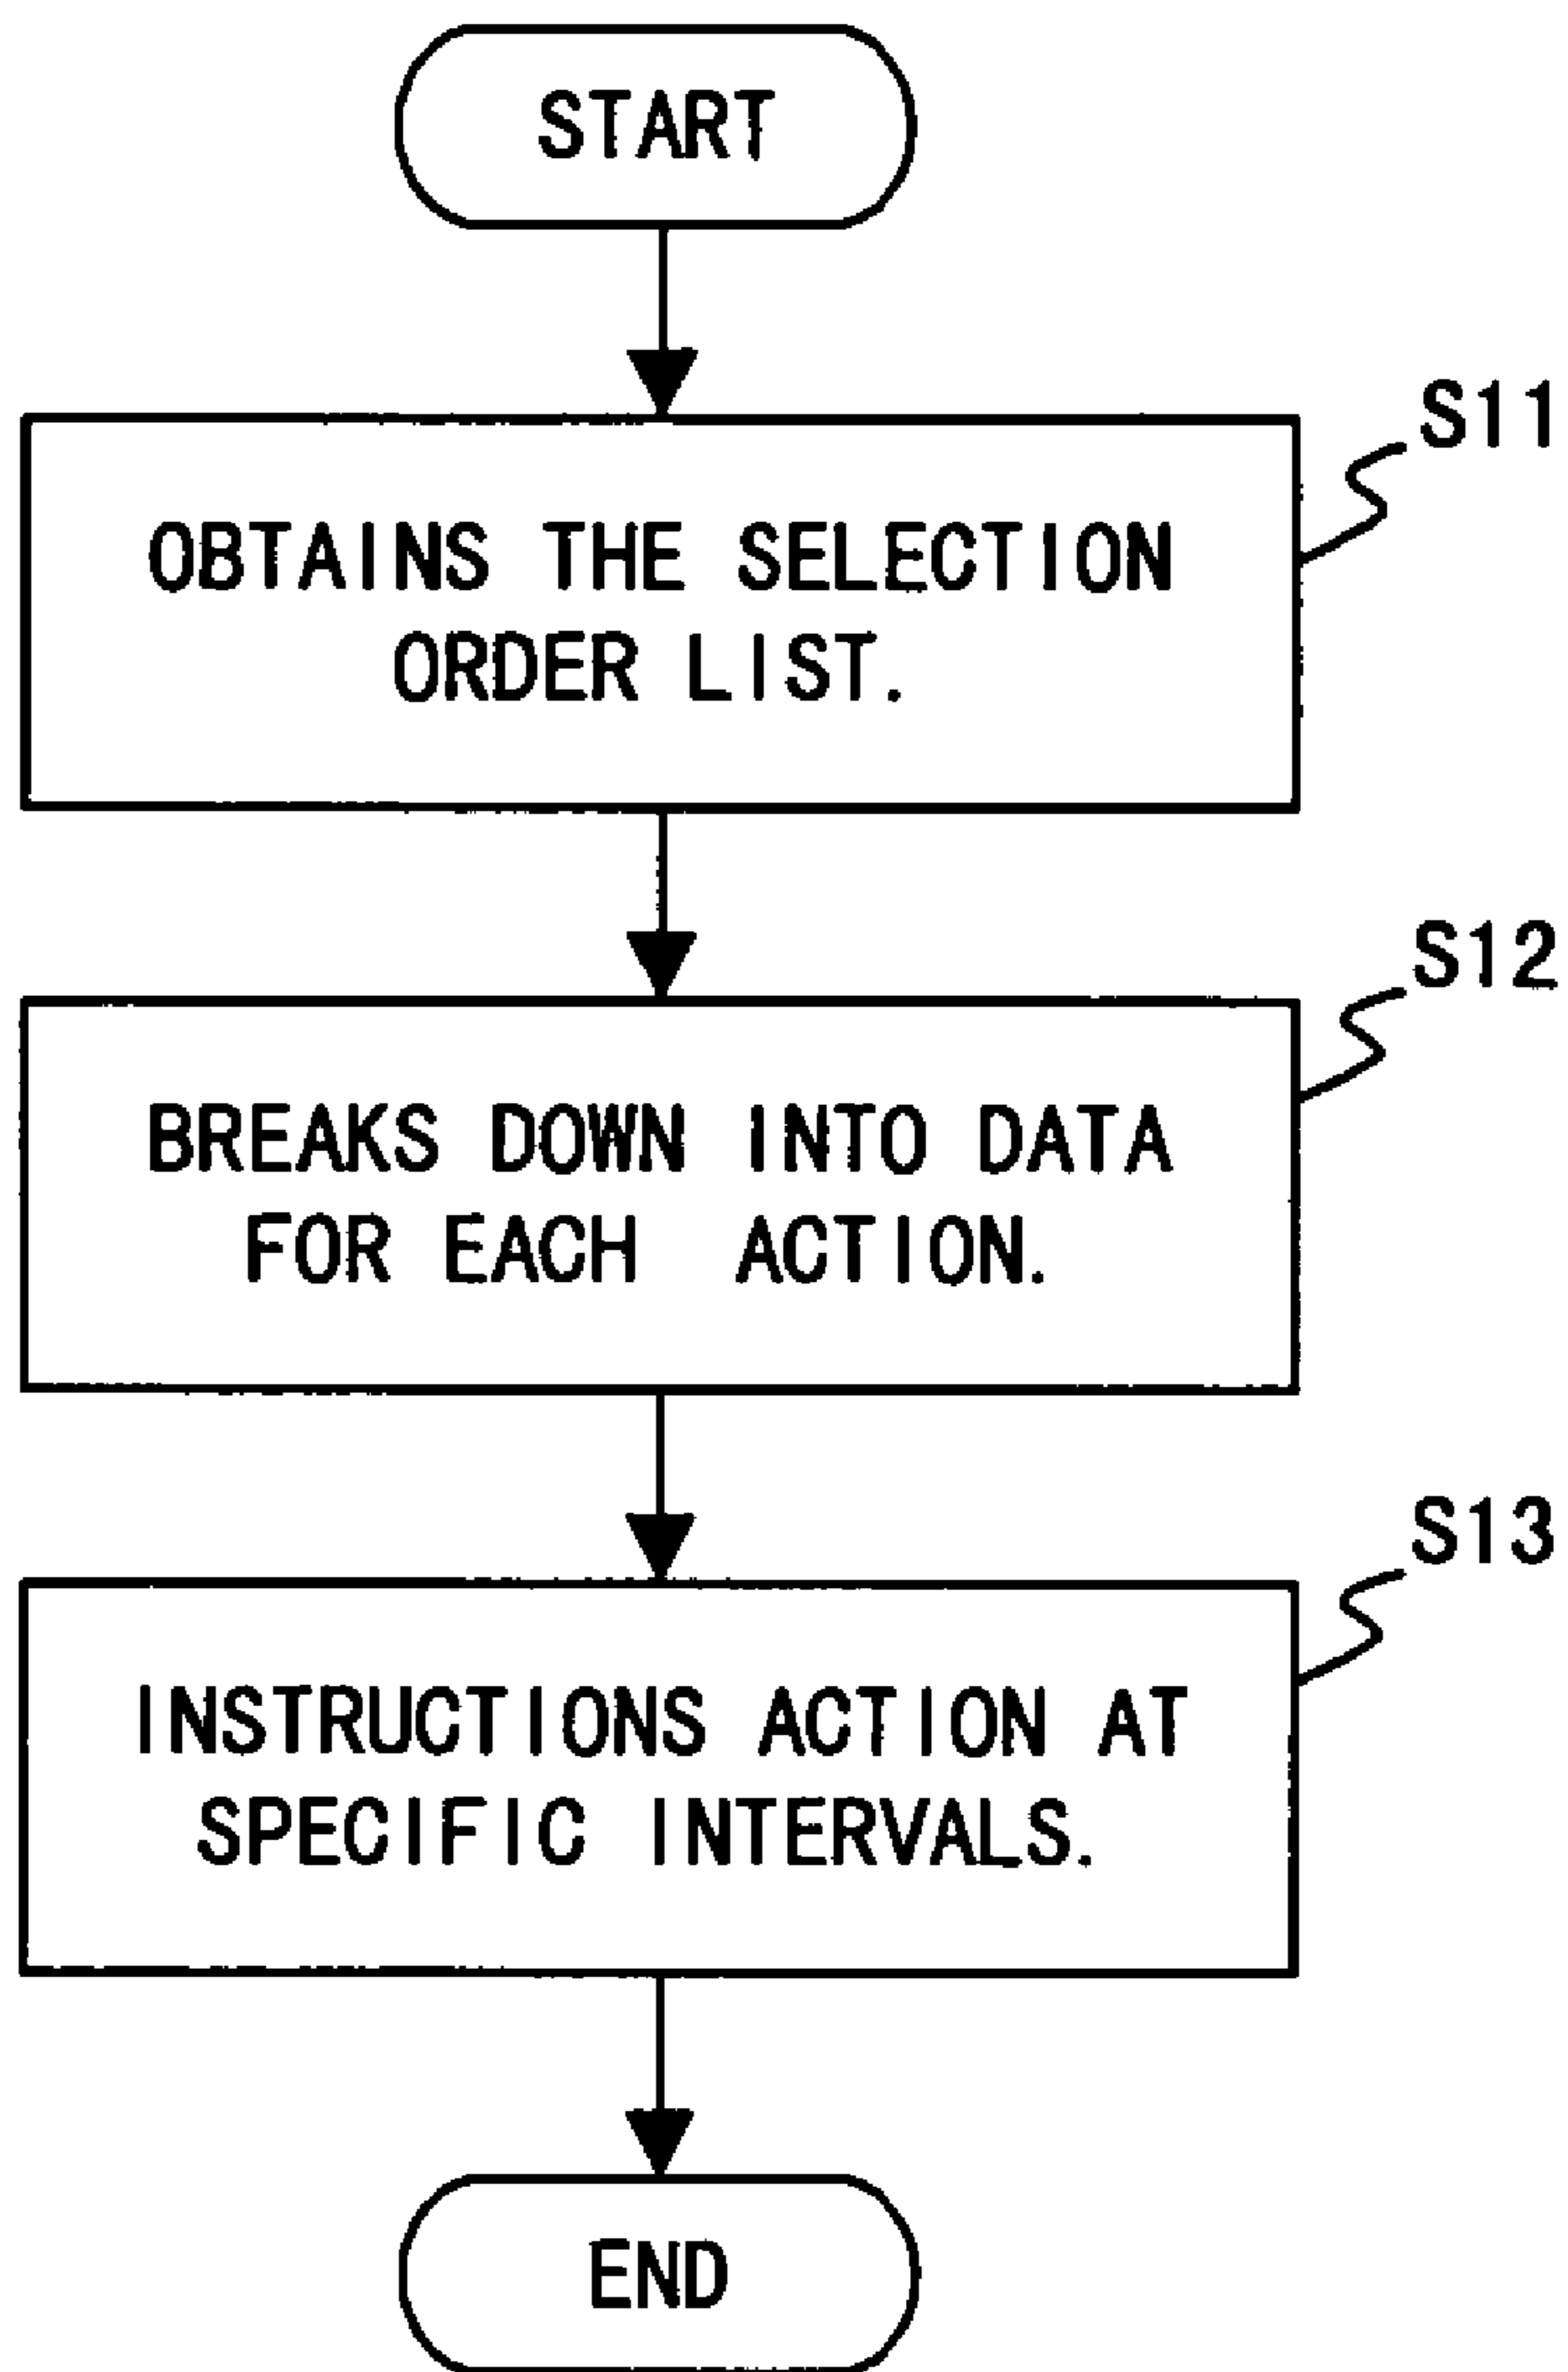 START
S11
OBTAINS THE SELECTION
ORDER LIST.
S12
BREAKS DOWN INTO DATA
FOR EACH ACTION.
S13
INSTRUCTIONS ACTION AT
SPECIFIC INTERVALS.
END